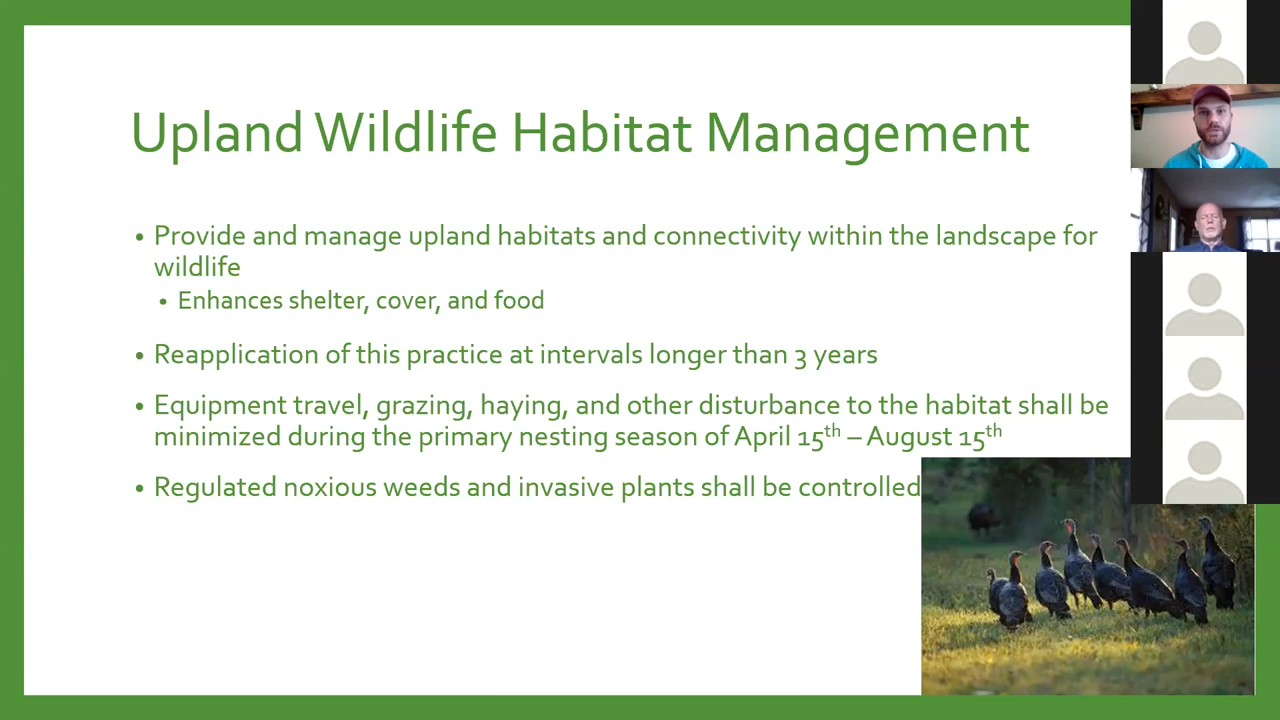 Upland Wildlife Habitat Management
• Provide and manage upland habitats and connectivity within the landscape for
wildlife
• Enhances shelter, cover, and food
• Reapplication of this practice at intervals longer than 3 years
• Equipment travel, grazing, haying, and other disturbance to the habitat shall be
minimized during the primary nesting season of April 15th – August 15th
• Regulated noxious weeds and invasive plants shall be controlled